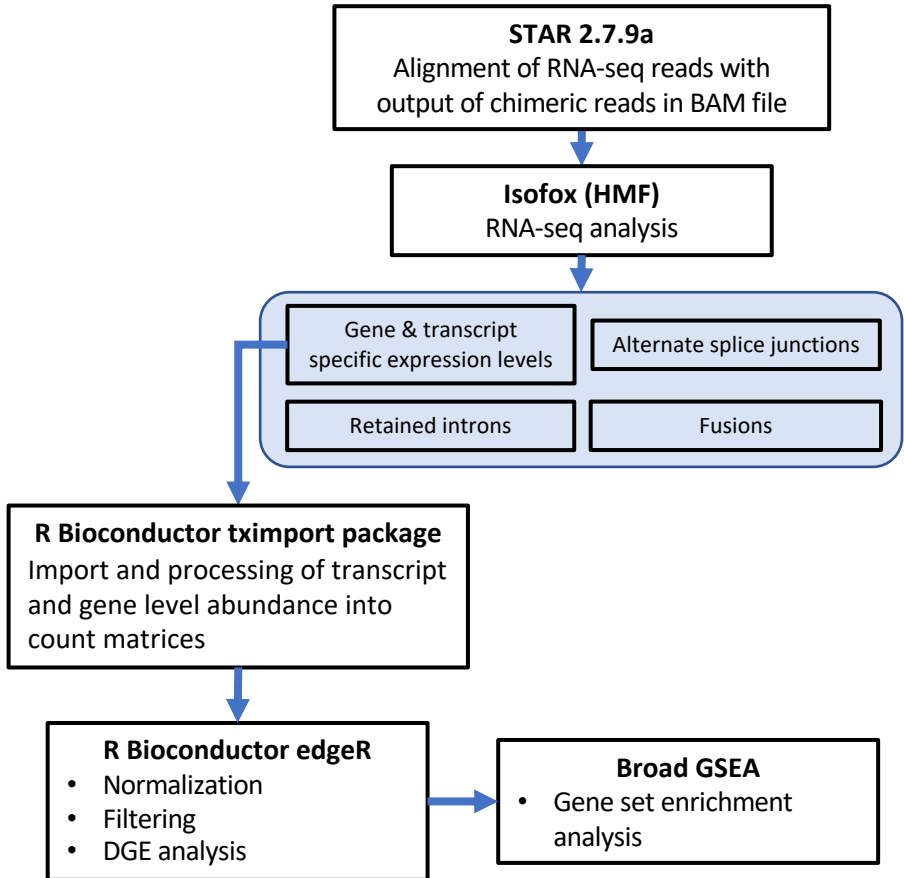 STAR 2.7.9a
Alignment of RNA-seq reads with
output of chimeric reads in BAM file
Isofox (HMF)
RNA-seq analysis
Gene & transcript
specific expression levels
Alternate splice junctions
Retained introns
Fusions
R Bioconductor tximport package
Import and processing of transcript
and gene level abundance into
count matrices
R Bioconductor edgeR
• Normalization
• Filtering
• DGE analysis
Broad GSEA
• Gene set enrichment
analysis